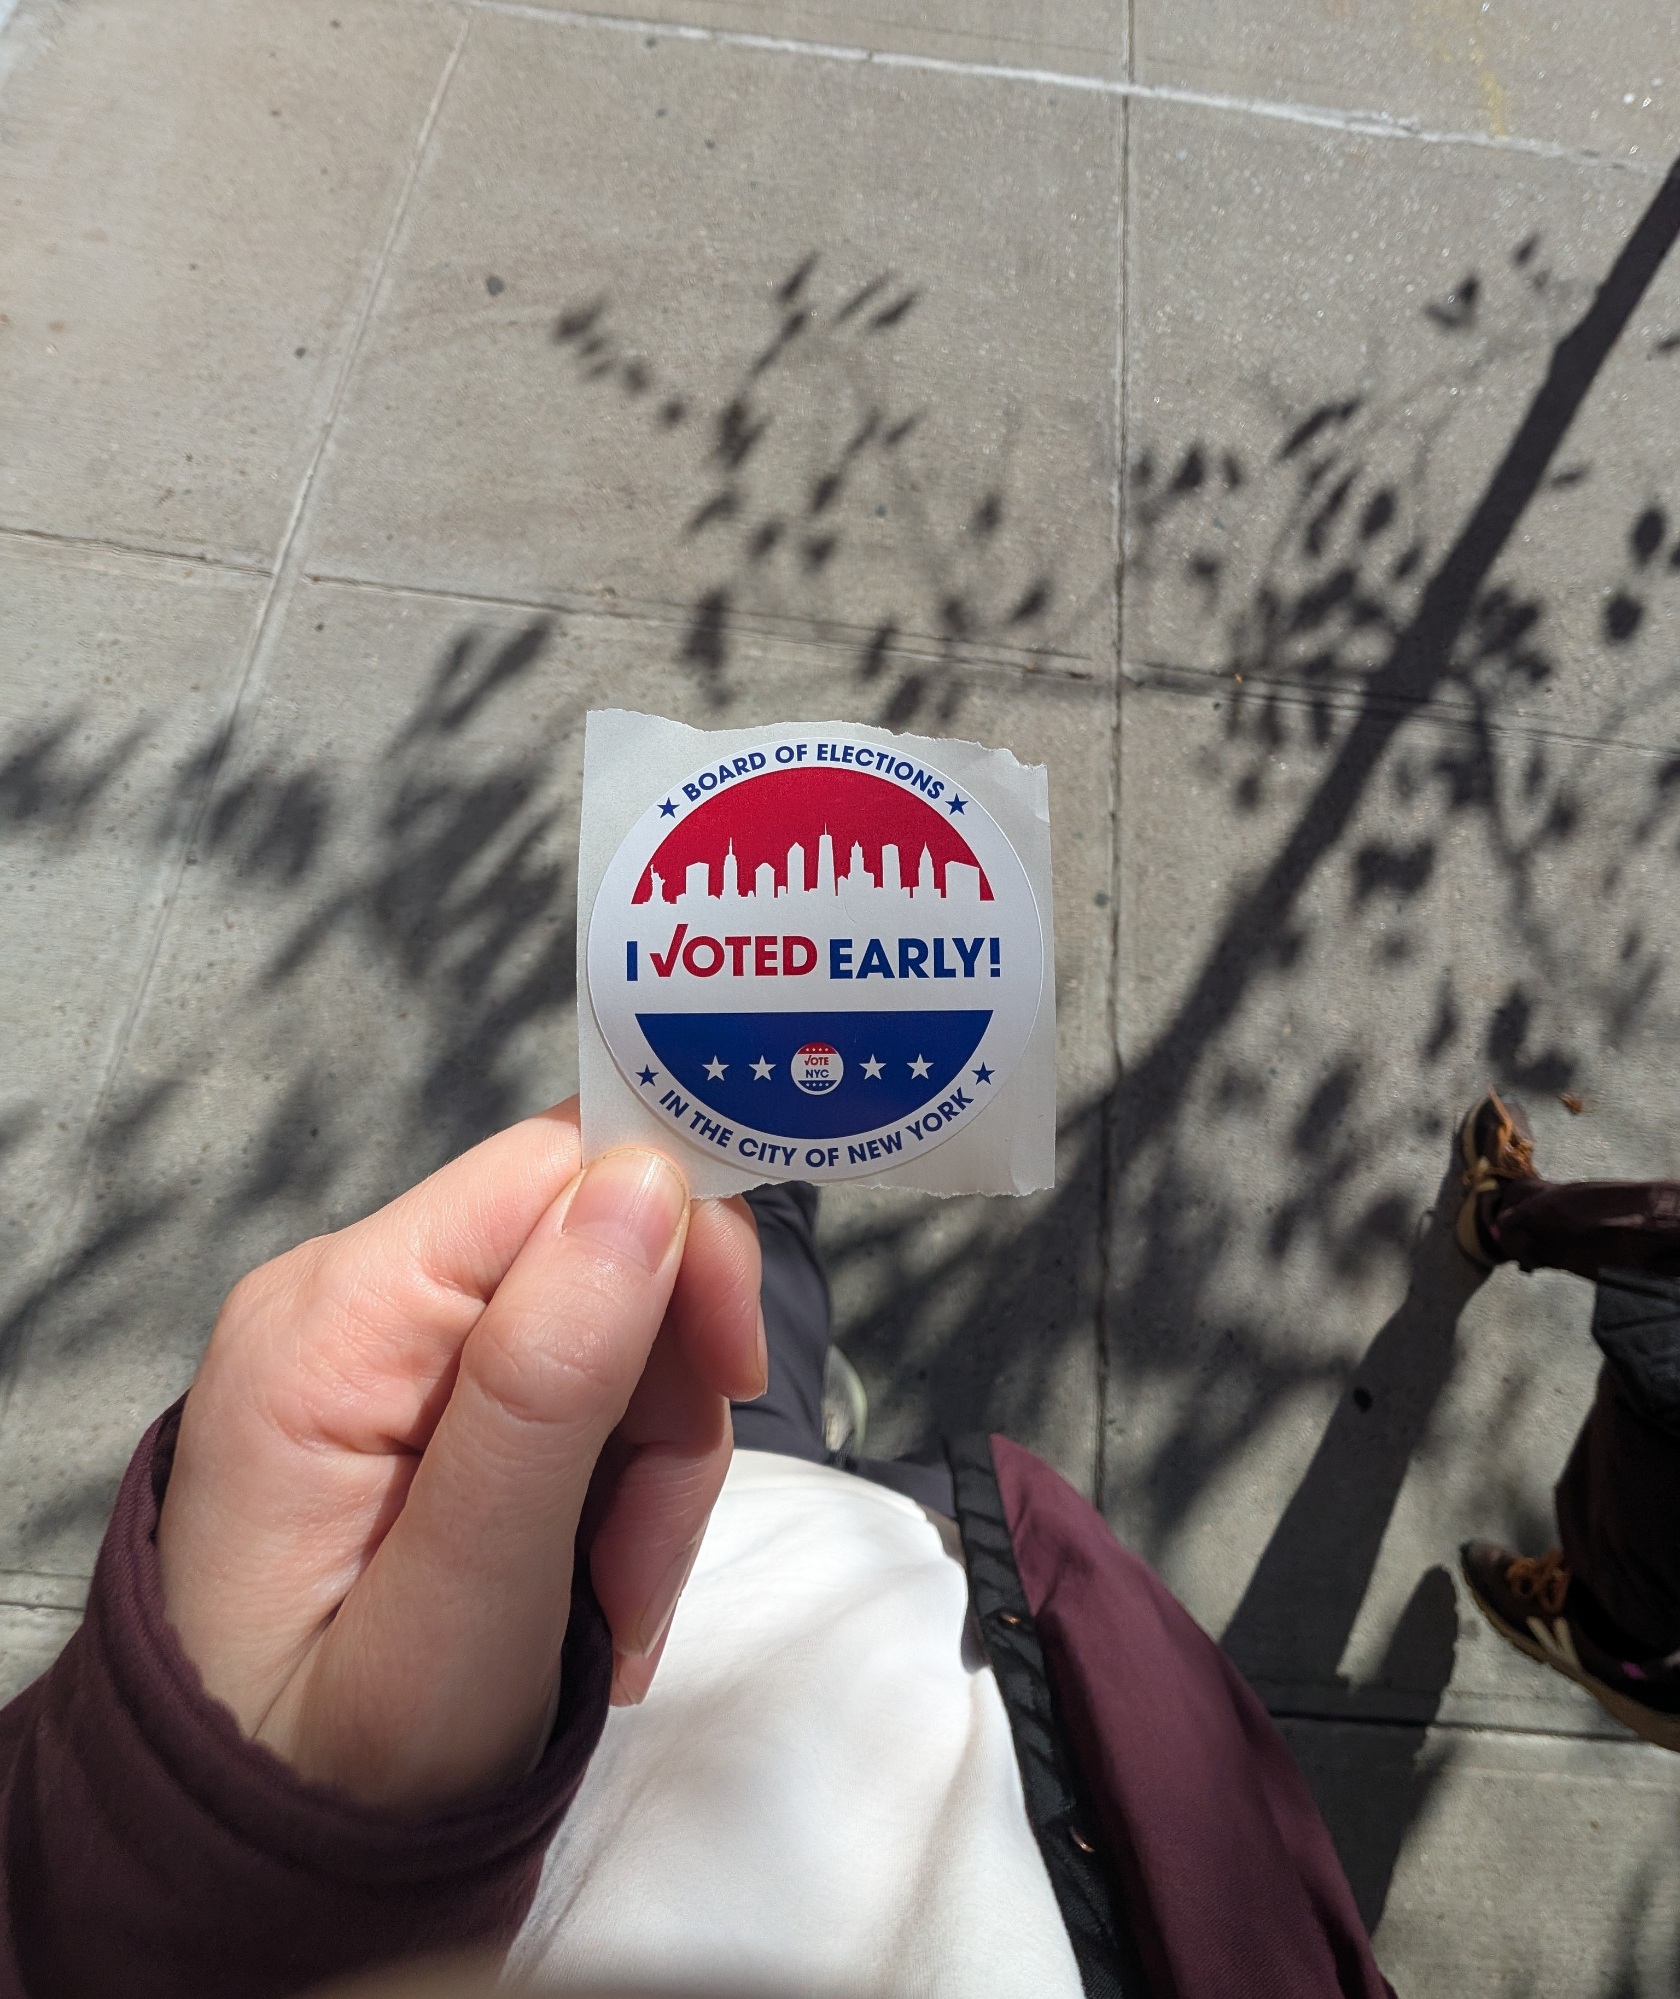 BOARD OF ELECTIONS
I VOTED EARLY!
VOTE
NYC
IN THE CITY OF NEW YORK